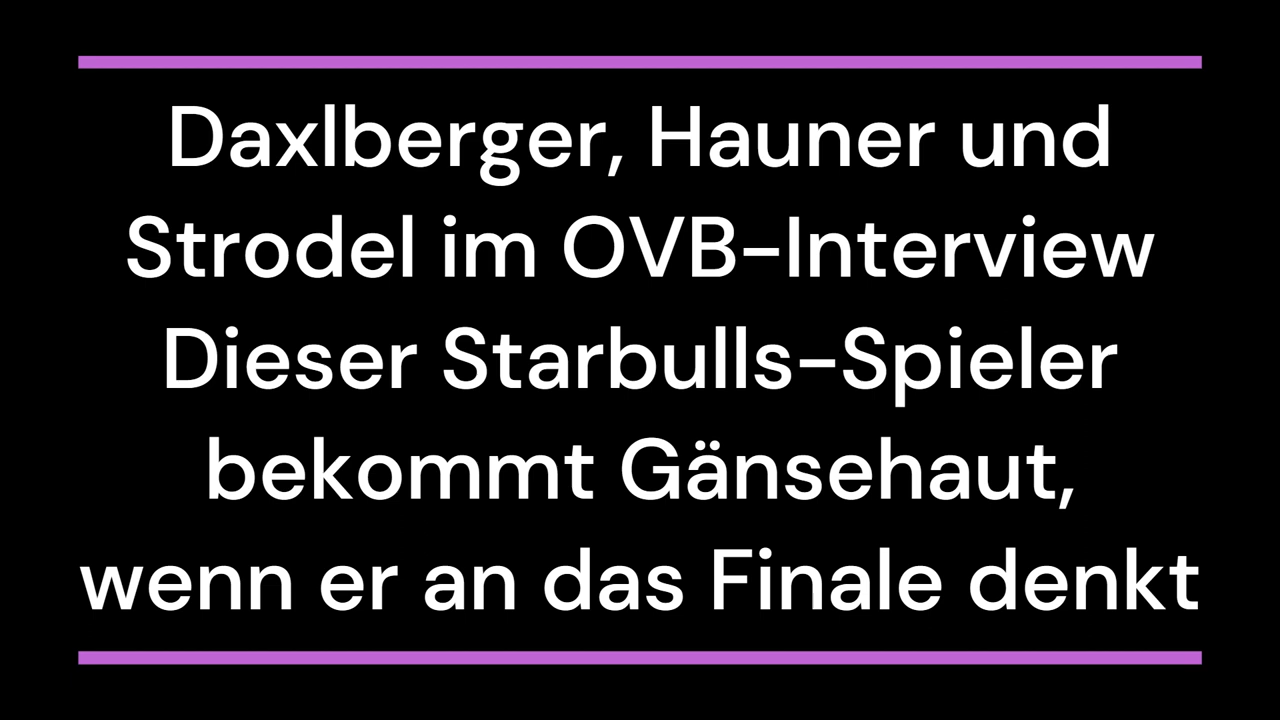 Daxlberger, Hauner und
Strodel im OVB-Interview
Dieser Starbulls-Spieler
bekommt Gänsehaut,
wenn er an das Finale denkt